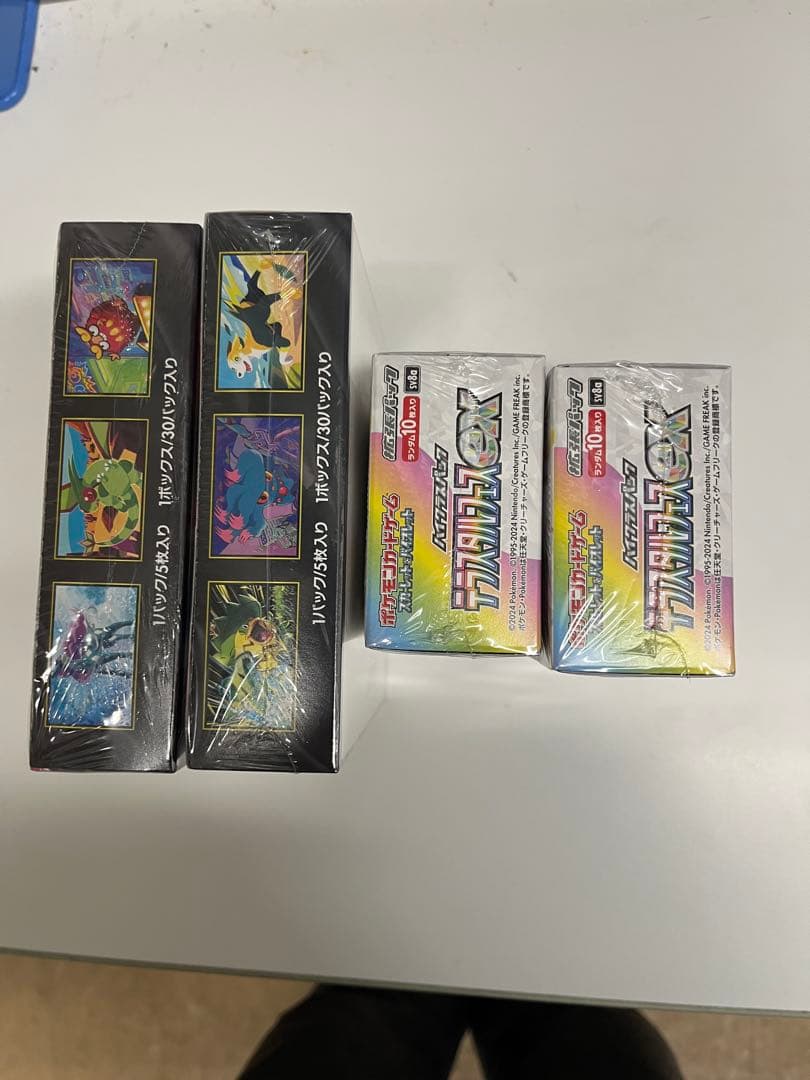 1パック/5枚入り 1ボックス/30パック入り
1パック/5枚入り 1ボックス/30パック入り
ポケモンカードゲーム
スカーレット&バイオレット
拡張パック
ランダム10枚入り
sv8a
ハイクラスパック
テラスタルフェスex
©2024 Pokémon. ©1995-2024 Nintendo/Creatures Inc./GAME FREAK inc.
ポケモン・Pokémonは任天堂・クリーチャーズ・ゲームフリークの登録商標です。
ポケモンカードゲーム
スカーレット&バイオレット
拡張パック
ランダム10枚入り
sv8a
ハイクラスパック
テラスタルフェスex
©2024 Pokémon. ©1995-2024 Nintendo/Creatures Inc./GAME FREAK inc.
ポケモン・Pokémonは任天堂・クリーチャーズ・ゲームフリークの登録商標です。